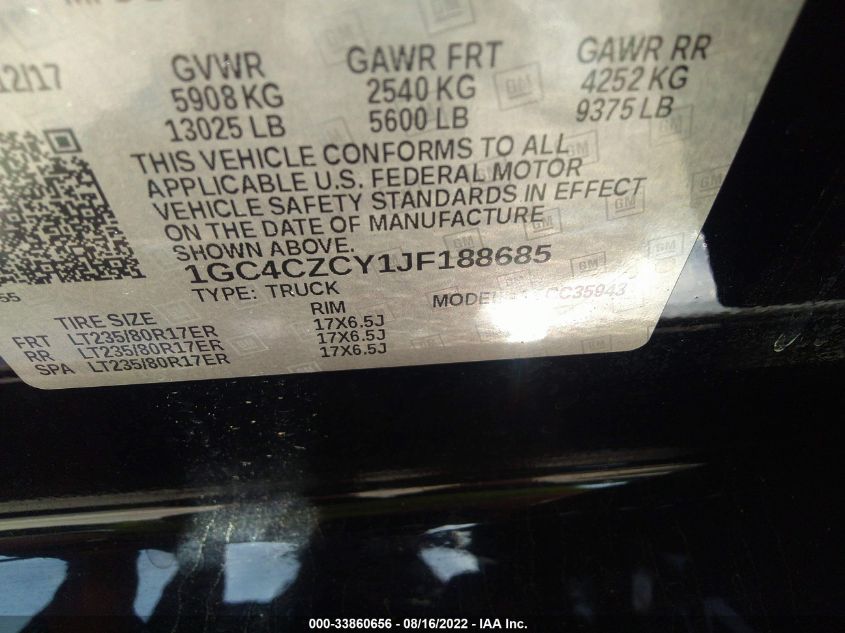 12/17
GVWR
5908 KG
13025 LB
GAWR FRT
2540 KG
5600 LB
GAWR RR
4252 KG
9375 LB
THIS VEHICLE CONFORMS TO ALL
APPLICABLE U.S. FEDERAL MOTOR
VEHICLE SAFETY STANDARDS IN EFFECT
ON THE DATE OF MANUFACTURE
SHOWN ABOVE.
1GC4CZCY1JF188685
TYPE: TRUCK
MODEL: CC35943
TIRE SIZE RIM
FRT LT235/80R17ER 17X6.5J
RR LT235/80R17ER 17X6.5J
SPA LT235/80R17ER 17X6.5J
000-33860656 - 08/16/2022 - IAA Inc.